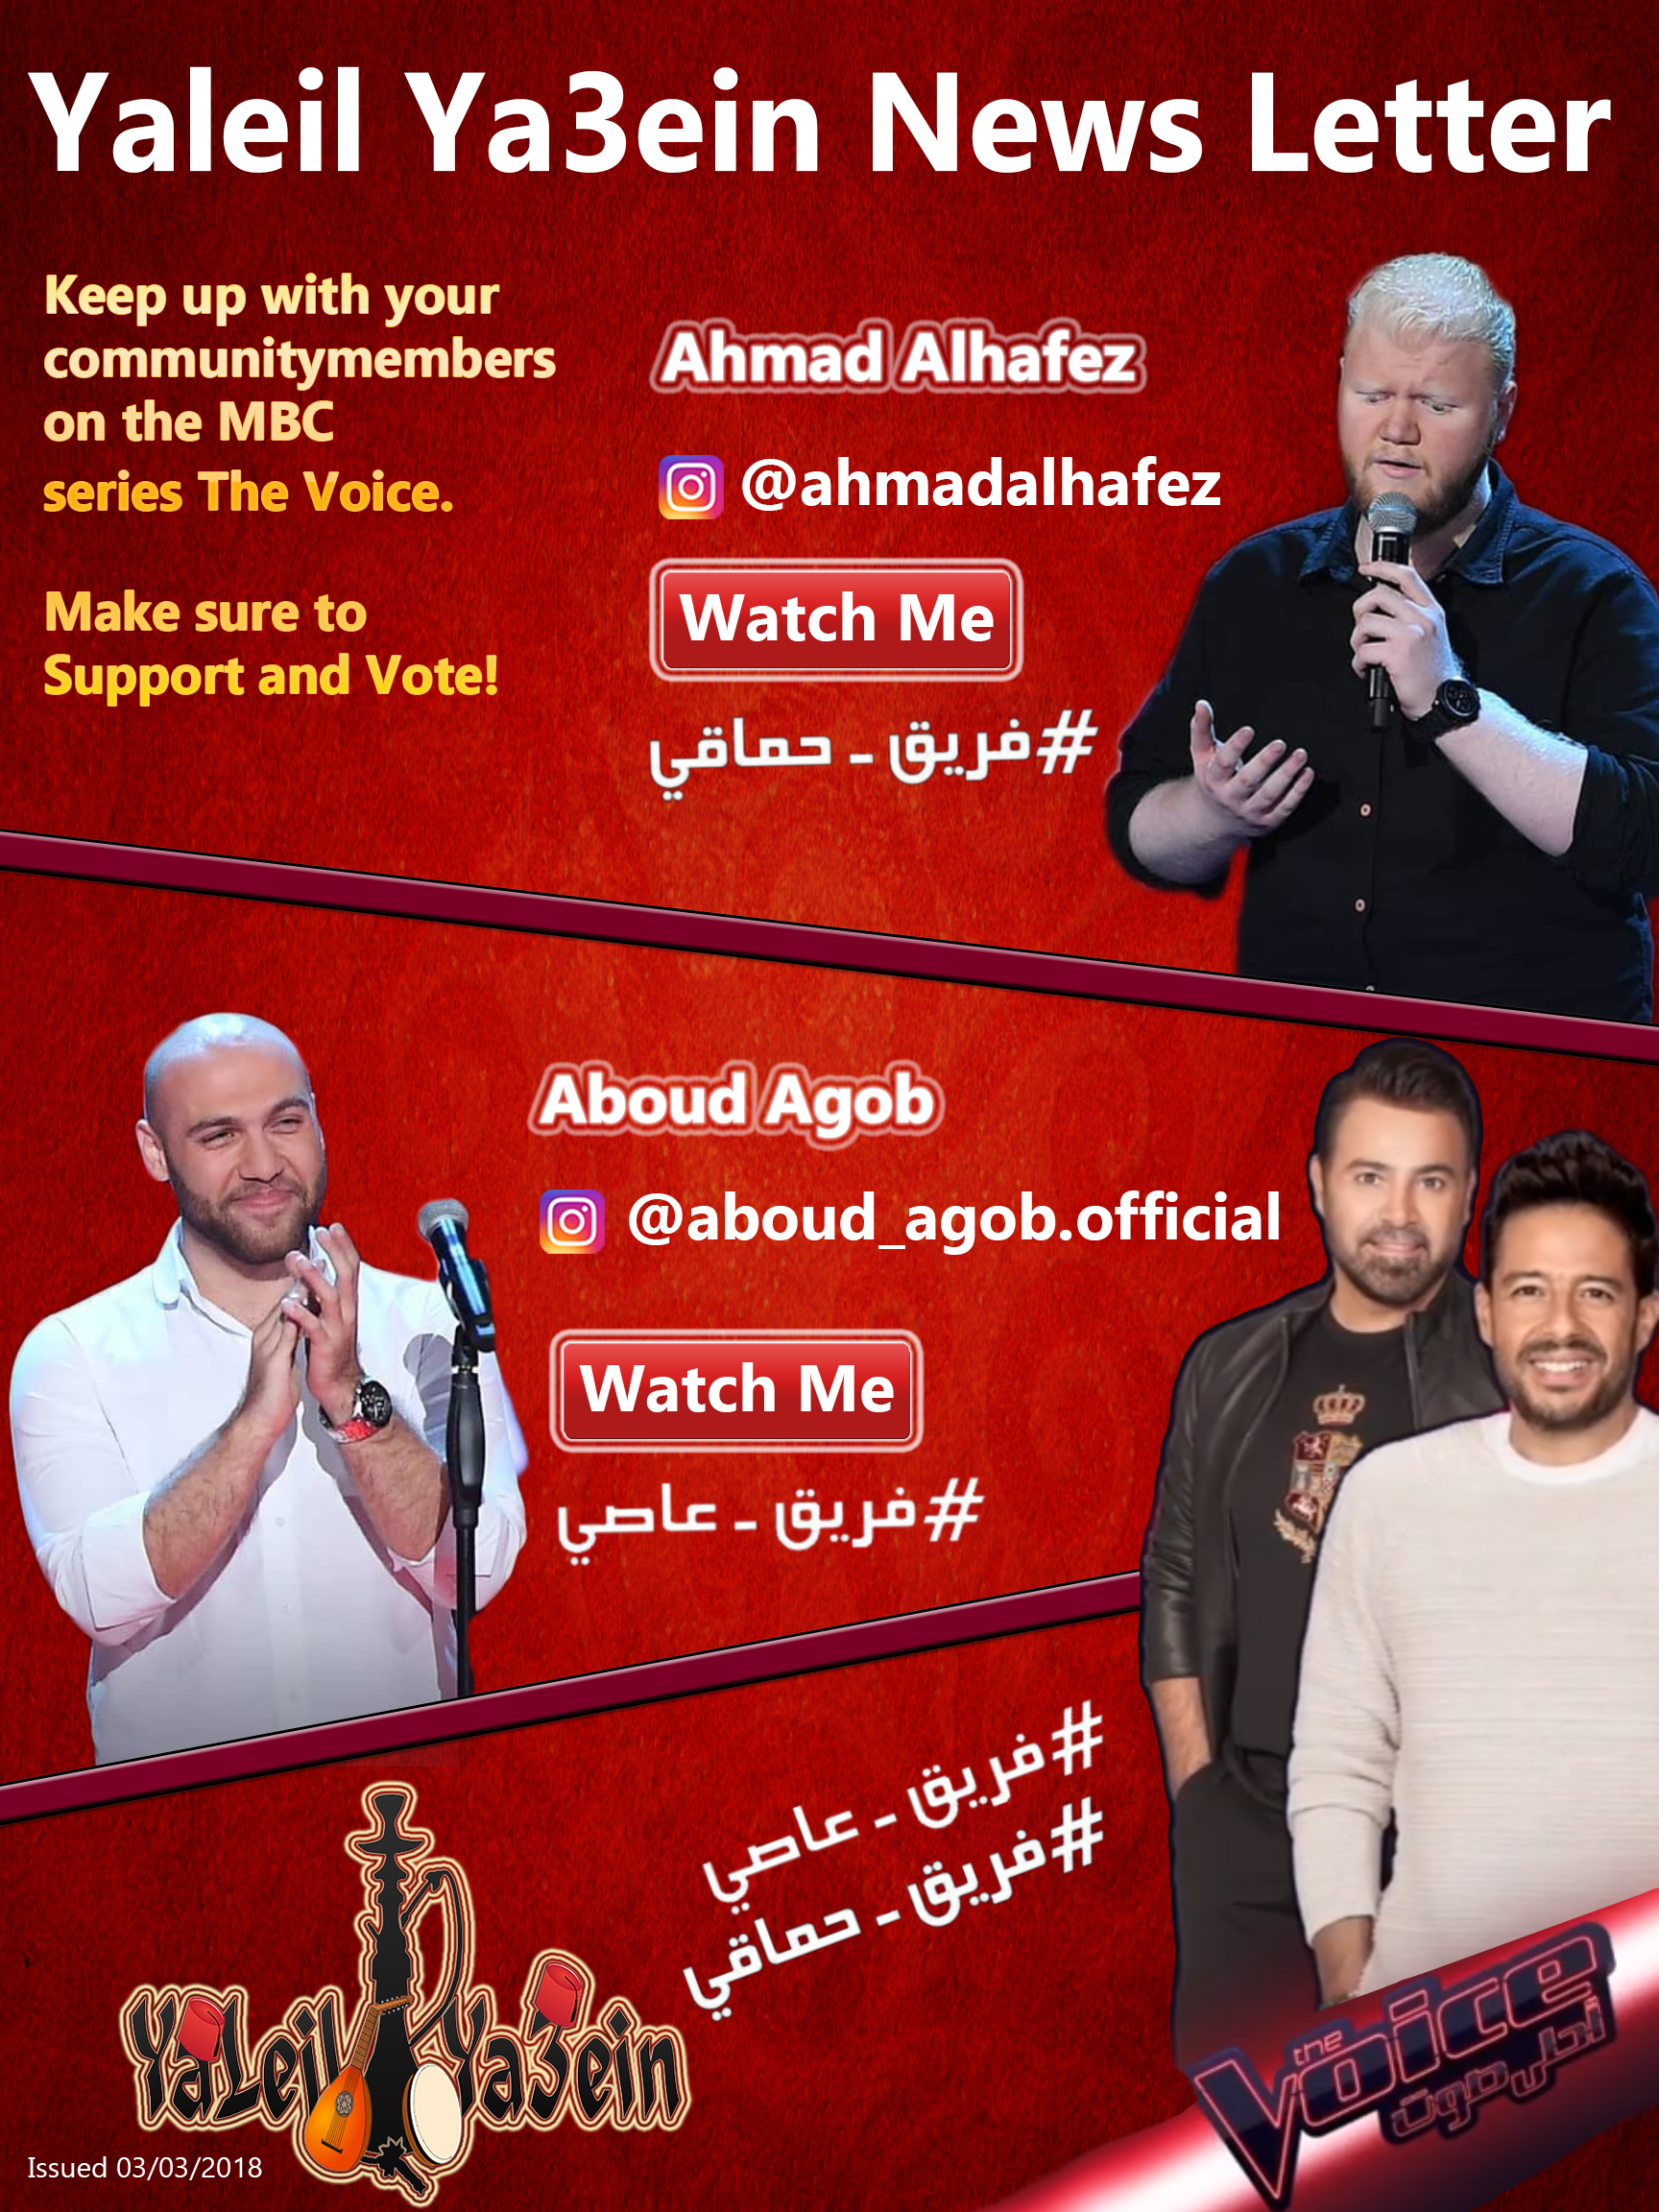 Yaleil Ya3ein News Letter
Keep up with your
communitymembers
on the MBC
series The Voice.
Make sure to
Support and Vote!
Ahmad Alhafez
@ahmadalhafez
Watch Me
#فريق - حماقي
Aboud Agob
@aboud_agob.official
Watch Me
#فريق - عاصي
#فريق - عاصي
#فريق - حماقي
YaLeil Ya3ein
the Voice
أحلى صوت
Issued 03/03/2018